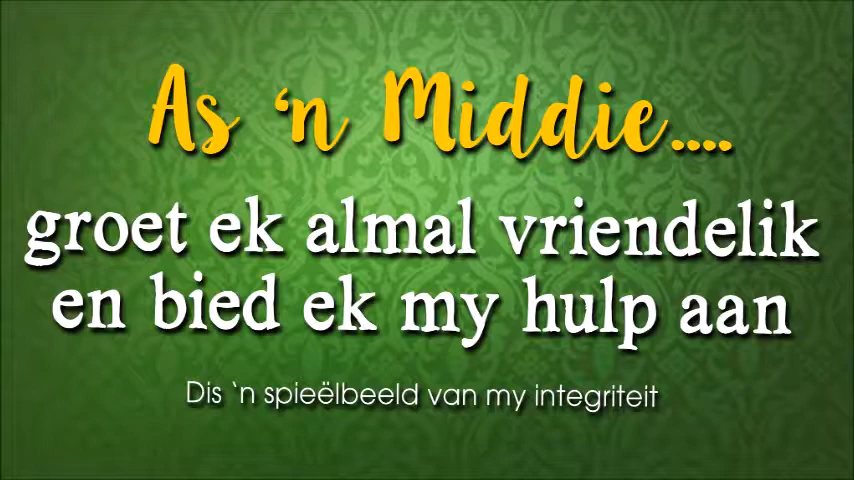 As ‘n Middie....
groet ek almal vriendelik
en bied ek my hulp aan
Dis ‘n spieëlbeeld van my integriteit